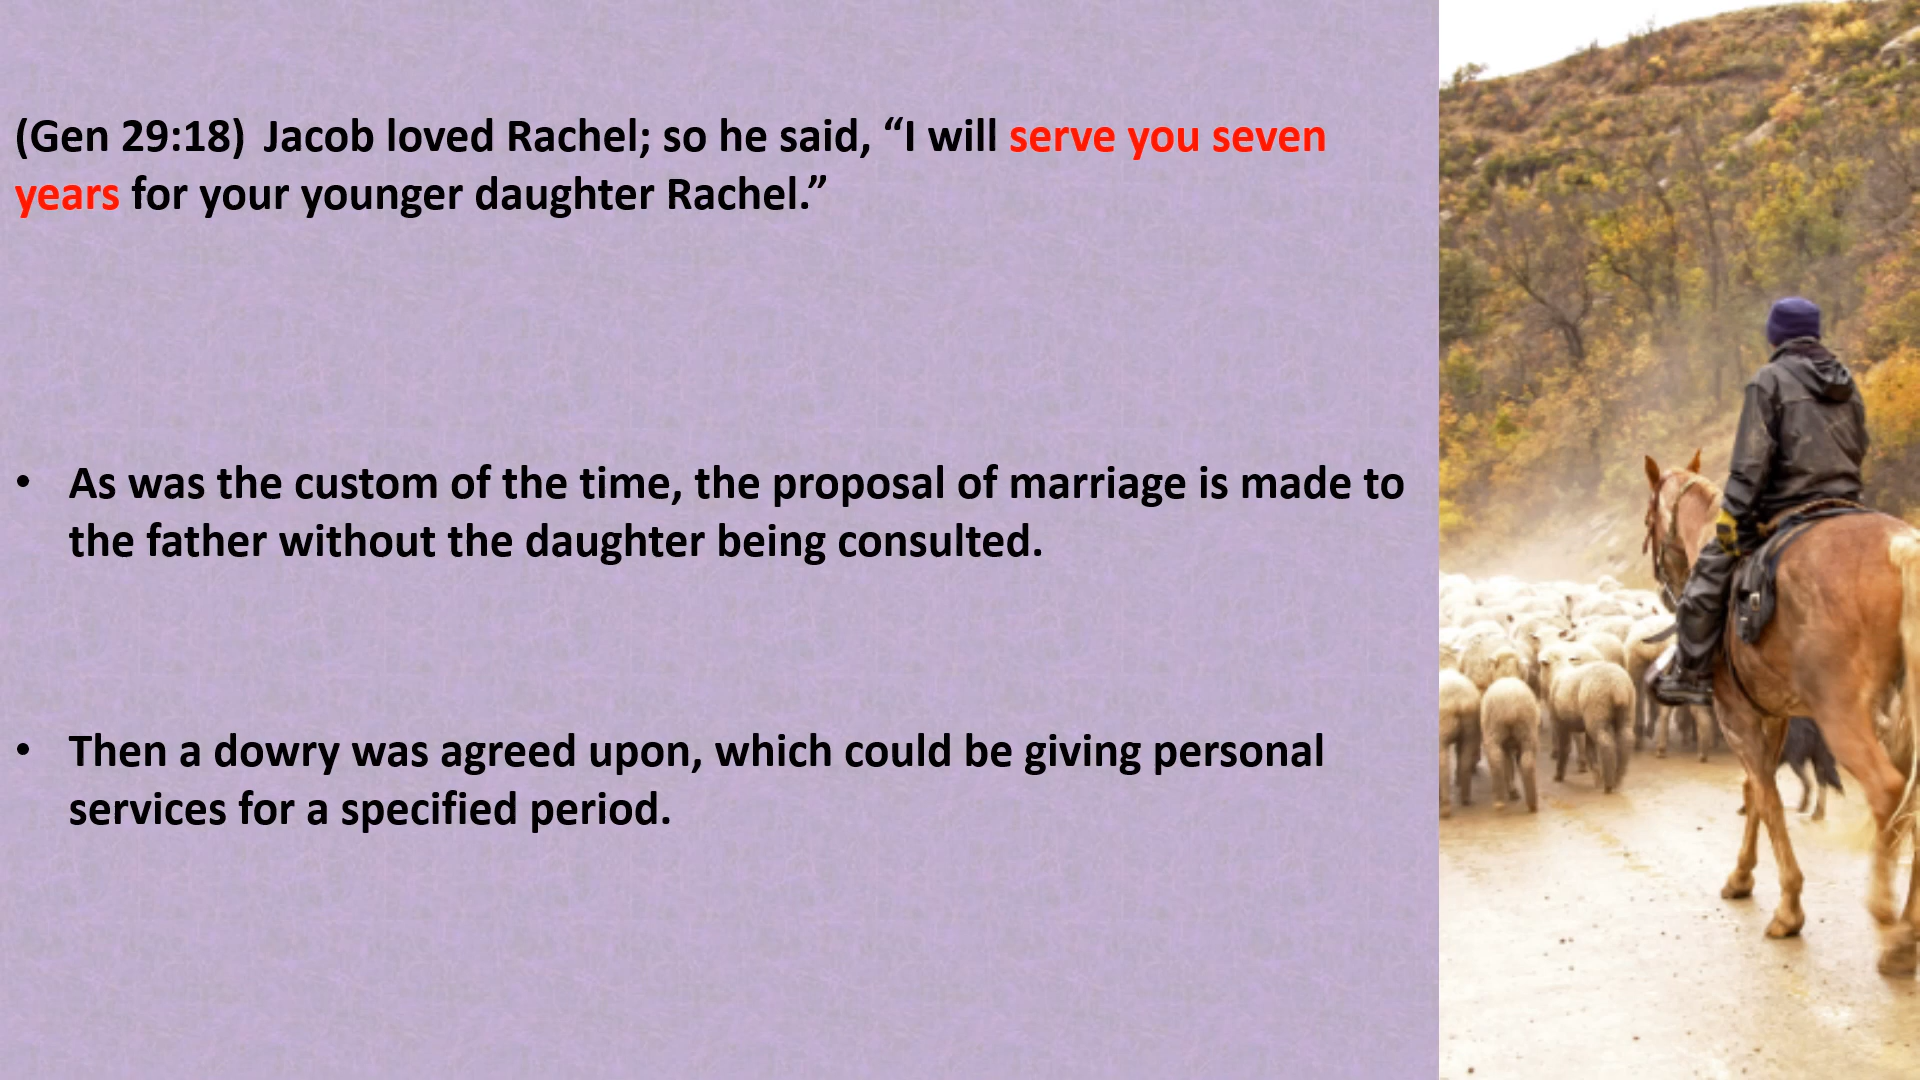 (Gen 29:18)  Jacob loved Rachel; so he said, “I will serve you seven
years for your younger daughter Rachel.”
• As was the custom of the time, the proposal of marriage is made to
the father without the daughter being consulted.
• Then a dowry was agreed upon, which could be giving personal
services for a specified period.